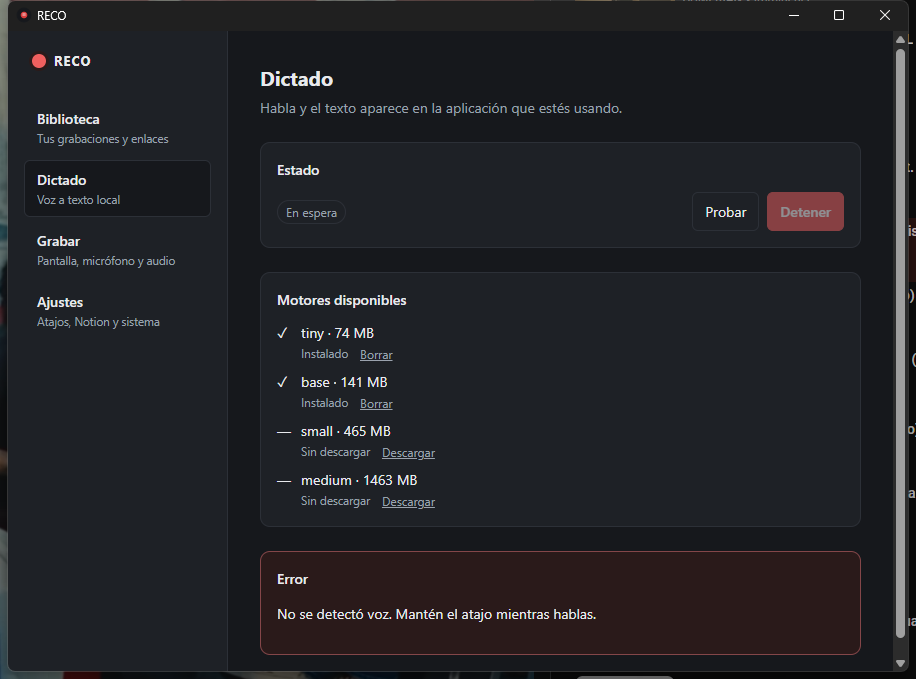 RECO
RECO
Biblioteca
Tus grabaciones y enlaces
Dictado
Voz a texto local
Grabar
Pantalla, micrófono y audio
Ajustes
Atajos, Notion y sistema
Dictado
Habla y el texto aparece en la aplicación que estés usando.
Estado
En espera
Probar
Detener
Motores disponibles
✓ tiny · 74 MB
Instalado Borrar
✓ base · 141 MB
Instalado Borrar
— small · 465 MB
Sin descargar Descargar
— medium · 1463 MB
Sin descargar Descargar
Error
No se detectó voz. Mantén el atajo mientras hablas.